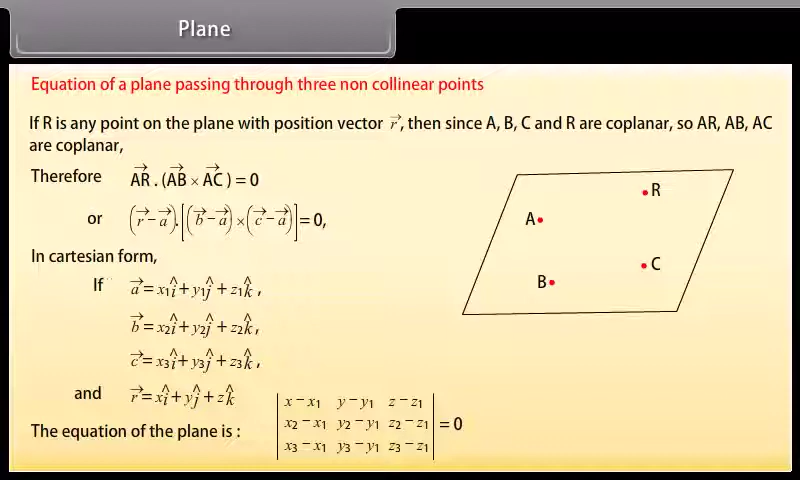 Plane
Equation of a plane passing through three non collinear points
If R is any point on the plane with position vector r⃗, then since A, B, C and R are coplanar, so AR, AB, AC
are coplanar,
Therefore AR⃗ . (AB⃗ × AC⃗) = 0
or (r⃗ − a⃗).[(b⃗ − a⃗) × (c⃗ − a⃗)] = 0,
In cartesian form,
If a⃗ = x₁î + y₁ĵ + z₁k̂,
b⃗ = x₂î + y₂ĵ + z₂k̂,
c⃗ = x₃î + y₃ĵ + z₃k̂,
and r⃗ = xî + yĵ + zk̂
The equation of the plane is :
| x − x₁ y − y₁ z − z₁ |
| x₂ − x₁ y₂ − y₁ z₂ − z₁ | = 0
| x₃ − x₁ y₃ − y₁ z₃ − z₁ |
R
A
C
B